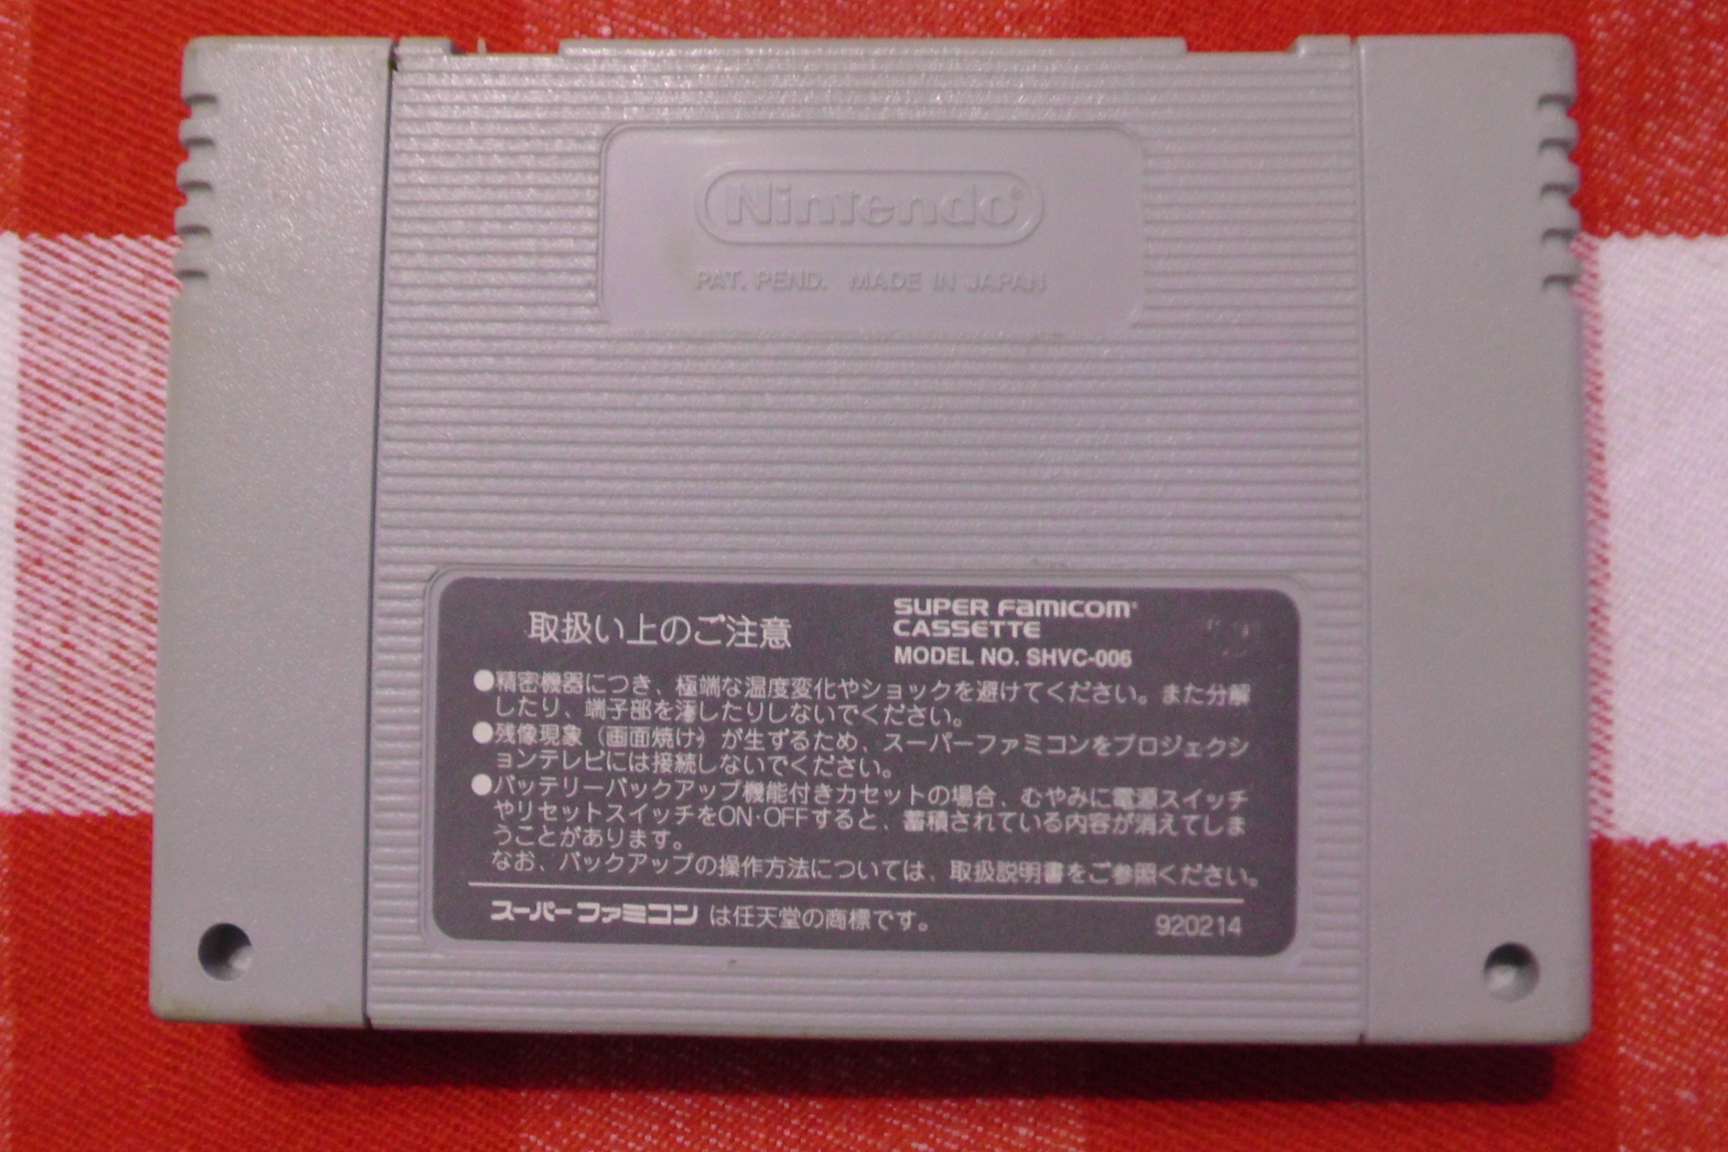 Nintendo®
PAT. PEND. MADE IN JAPAN
取扱い上のご注意
SUPER FAMICOM®
CASSETTE
MODEL NO. SHVC-006
●精密機器につき、極端な温度変化やショックを避けてください。また分解
したり、端子部を濡したりしないでください。
●残像現象（画面焼け）が生ずるため、スーパーファミコンをプロジェクシ
ョンテレビには接続しないでください。
●バッテリーバックアップ機能付きカセットの場合、むやみに電源スイッチ
やリセットスイッチをON·OFFすると、蓄積されている内容が消えてしま
うことがあります。
なお、バックアップの操作方法については、取扱説明書をご参照ください。
スーパーファミコン は任天堂の商標です。
920214